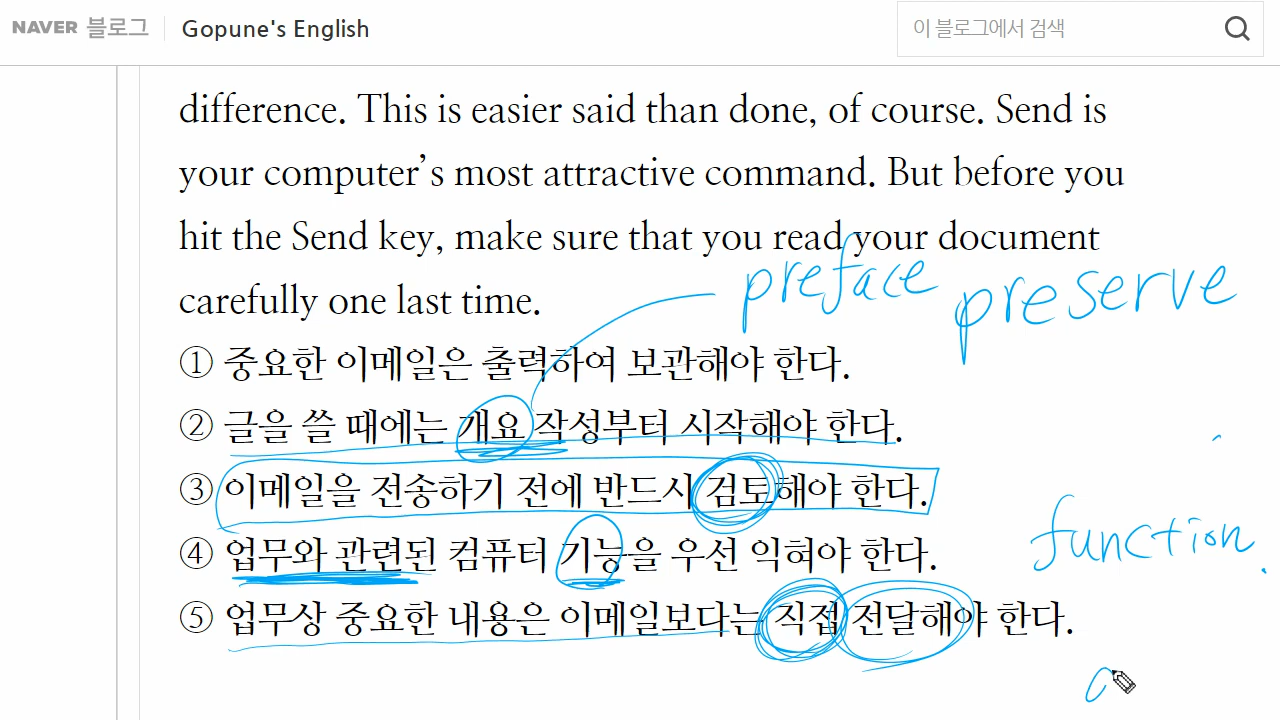 NAVER 블로그 Gopune's English 이 블로그에서 검색
difference. This is easier said than done, of course. Send is
your computer’s most attractive command. But before you
hit the Send key, make sure that you read your document
carefully one last time.
preface preserve
① 중요한 이메일은 출력하여 보관해야 한다.
② 글을 쓸 때에는 개요 작성부터 시작해야 한다.
③ 이메일을 전송하기 전에 반드시 검토해야 한다.
④ 업무와 관련된 컴퓨터 기능을 우선 익혀야 한다.
function.
⑤ 업무상 중요한 내용은 이메일보다는 직접 전달해야 한다.